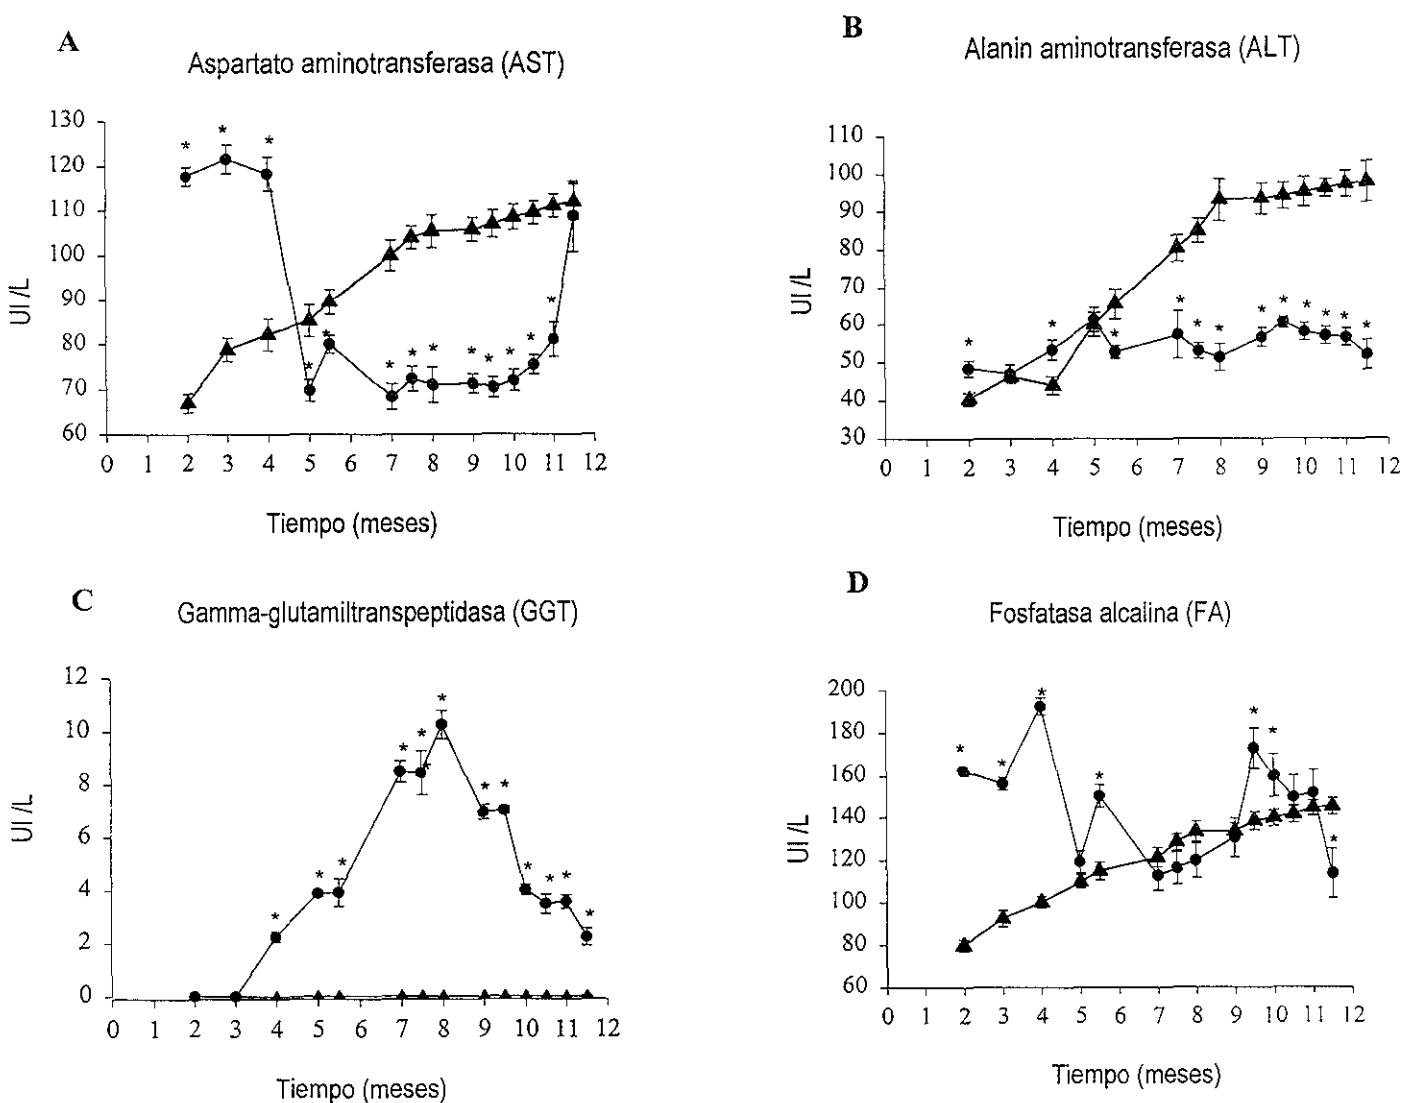 A
Aspartato aminotransferasa (AST)
130
120
110
100
90
80
70
60
UI /L
0 1 2 3 4 5 6 7 8 9 10 11 12
Tiempo (meses)
B
Alanin aminotransferasa (ALT)
110
100
90
80
70
60
50
40
30
UI /L
0 2 3 4 5 7 8 9 10 11 12
Tiempo (meses)
C
Gamma-glutamiltranspeptidasa (GGT)
12
10
8
6
4
2
0
UI /L
0 1 2 3 4 5 6 7 8 9 10 11 12
Tiempo (meses)
D
Fosfatasa alcalina (FA)
200
180
160
140
120
100
80
60
UI /L
0 1 2 3 4 5 6 7 8 9 10 11 12
Tiempo (meses)